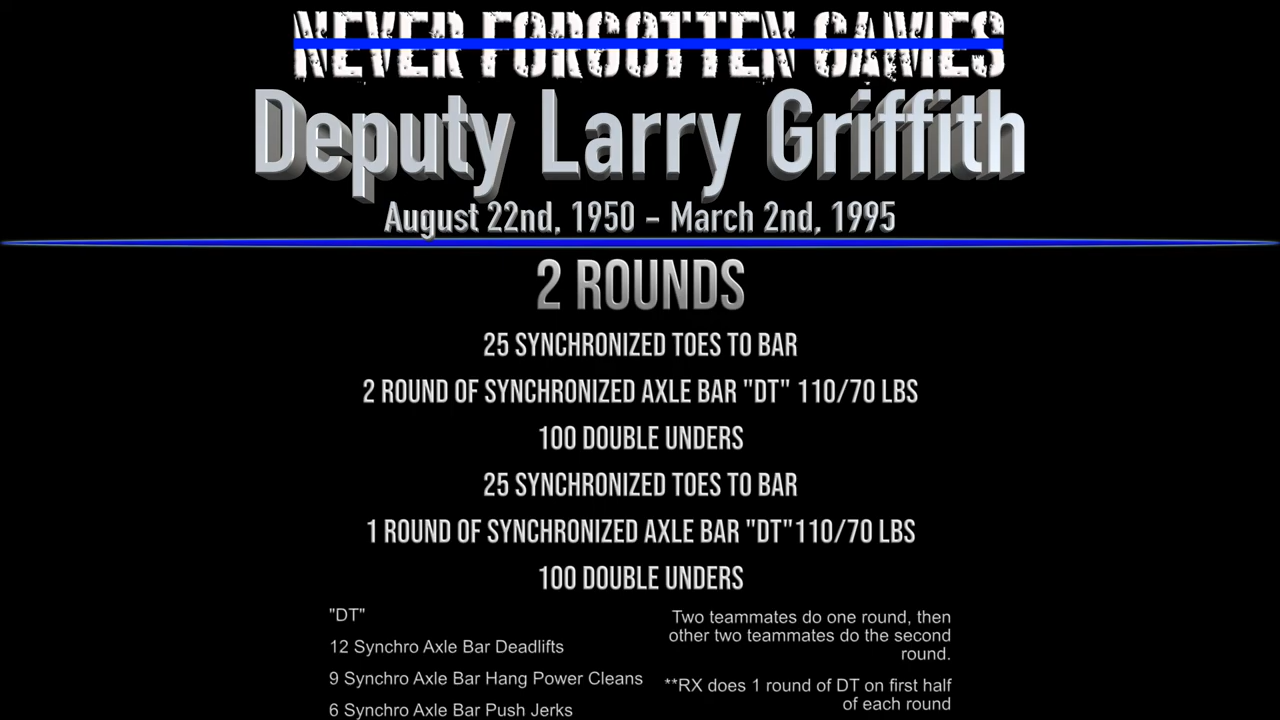 NEVER FORGOTTEN GAMES
Deputy Larry Griffith
August 22nd, 1950 - March 2nd, 1995
2 ROUNDS
25 SYNCHRONIZED TOES TO BAR
2 ROUND OF SYNCHRONIZED AXLE BAR "DT" 110/70 LBS
100 DOUBLE UNDERS
25 SYNCHRONIZED TOES TO BAR
1 ROUND OF SYNCHRONIZED AXLE BAR "DT"110/70 LBS
100 DOUBLE UNDERS
"DT"
12 Synchro Axle Bar Deadlifts
9 Synchro Axle Bar Hang Power Cleans
6 Synchro Axle Bar Push Jerks
Two teammates do one round, then
other two teammates do the second
round.
**RX does 1 round of DT on first half
of each round